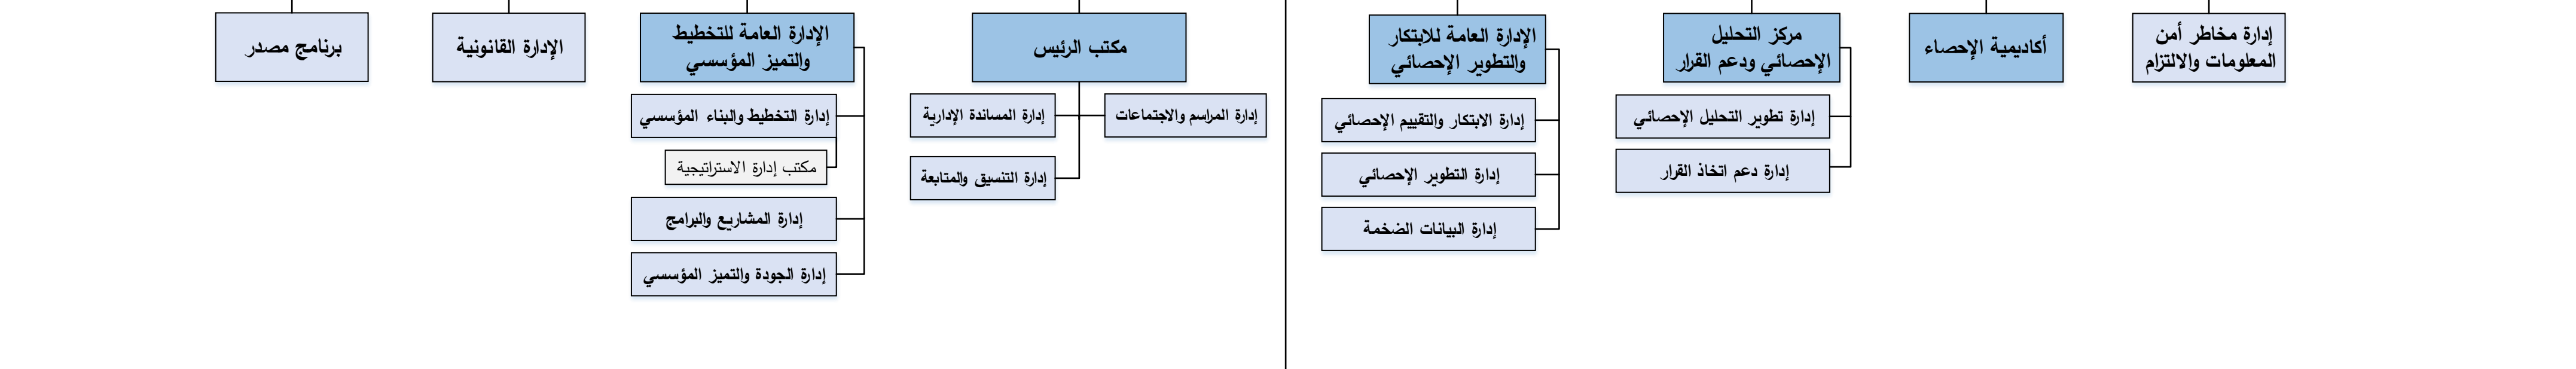 إدارة مخاطر أمن
المعلومات والالتزام
أكاديمية الإحصاء
مركز التحليل
الإحصائي ودعم القرار
إدارة تطوير التحليل الإحصائي
إدارة دعم اتخاذ القرار
الإدارة العامة للابتكار
والتطوير الإحصائي
إدارة الابتكار والتقييم الإحصائي
إدارة التطوير الإحصائي
إدارة البيانات الضخمة
مكتب الرئيس
إدارة المراسم والاجتماعات
إدارة المساندة الإدارية
إدارة التنسيق والمتابعة
الإدارة العامة للتخطيط
والتميز المؤسسي
إدارة التخطيط والبناء المؤسسي
مكتب إدارة الاستراتيجية
إدارة المشاريع والبرامج
إدارة الجودة والتميز المؤسسي
الإدارة القانونية
برنامج مصدر